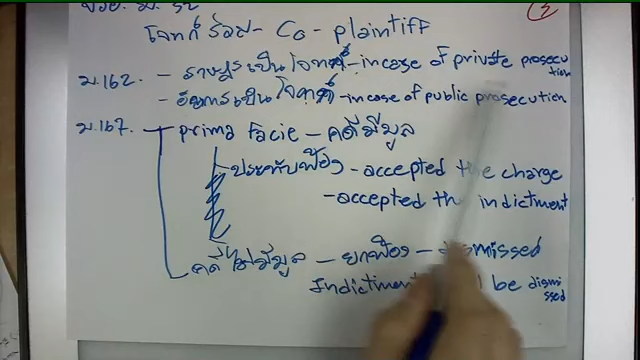 โจทก์ร่วม - Co-plaintiff
ม.162. - ราษฎรเป็นโจทก์ - in case of private prosecution
- อัยการเป็นโจทก์ - in case of public prosecution
ม.167. prima facie - คดีมีมูล
ประทับฟ้อง - accepted the charge
- accepted the indictment
คดีไม่มีมูล - ยกฟ้อง - dismissed
Indictment be dismissed